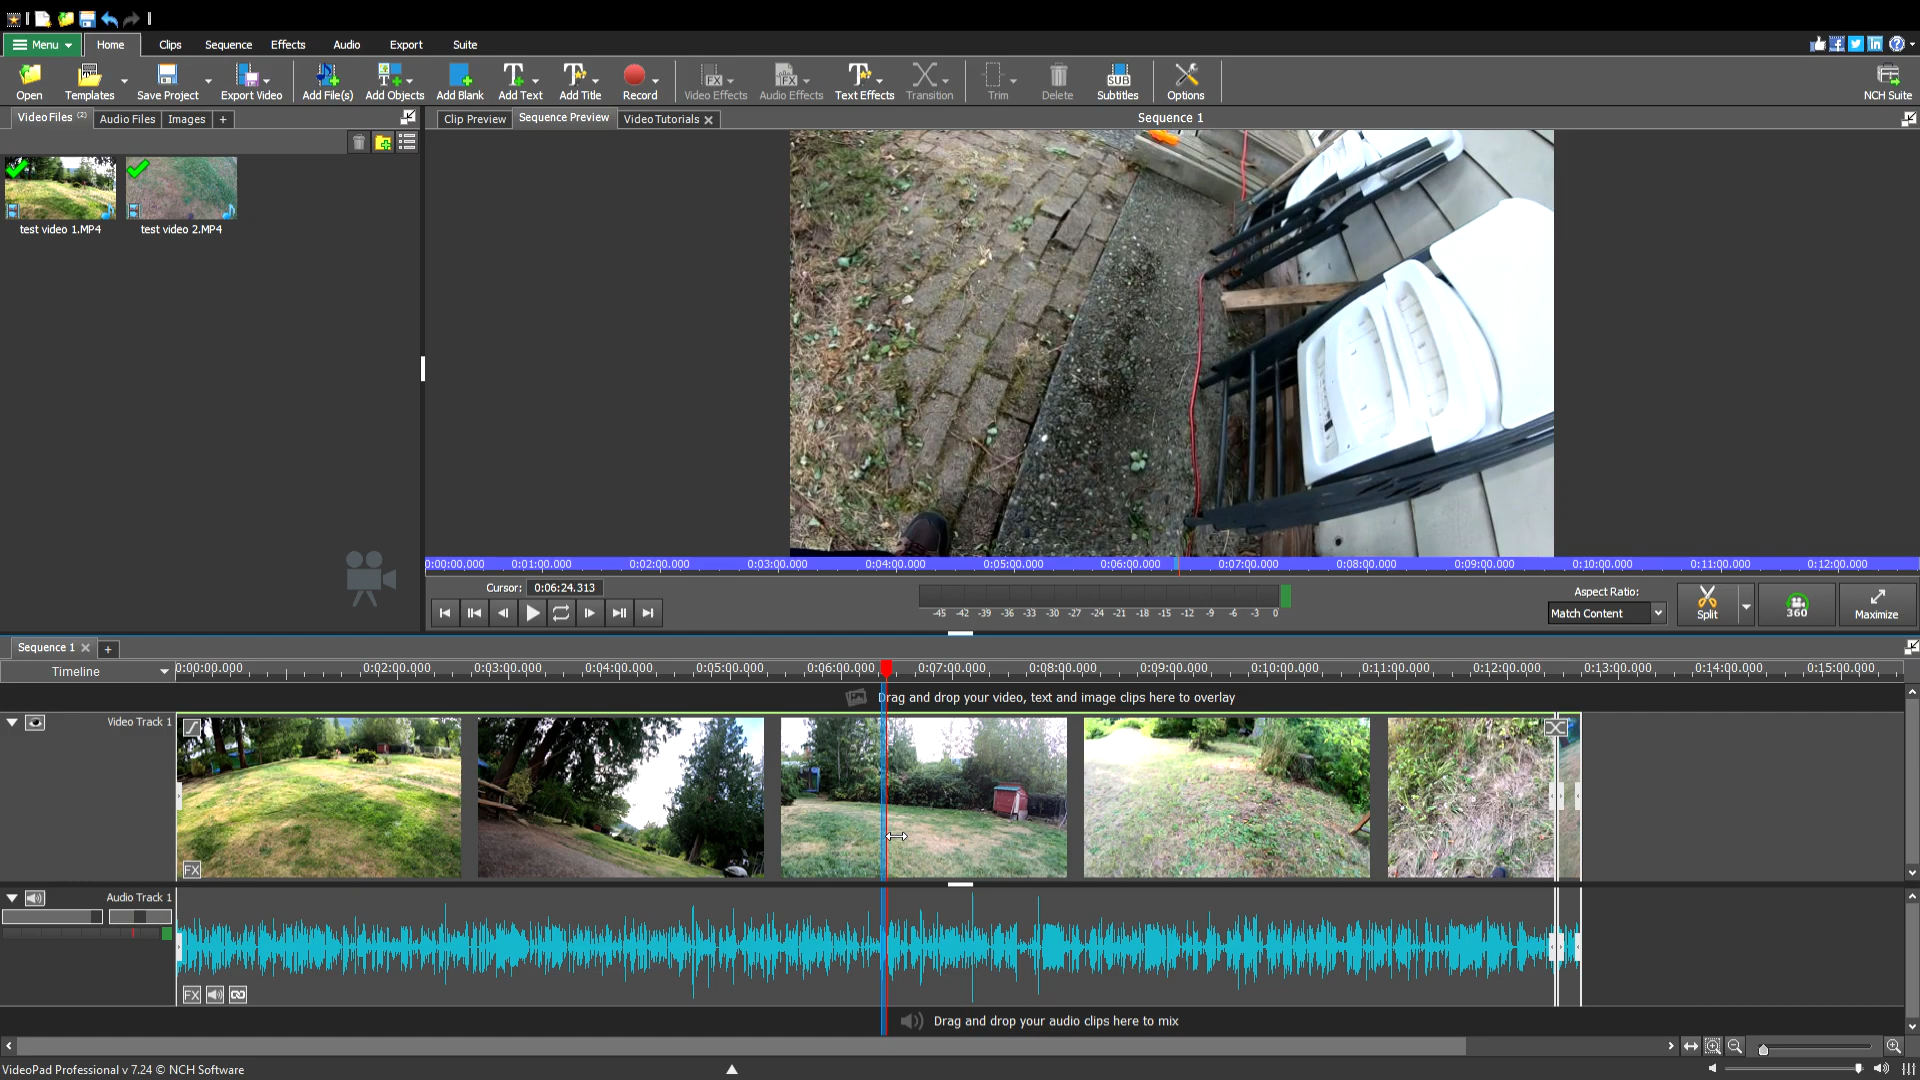 Menu Home Clips Sequence Effects Audio Export Suite
Open Templates Save Project Export Video Add File(s) Add Objects Add Blank Add Text Add Title Record Video Effects Audio Effects Text Effects Transition Trim Delete Subtitles Options NCH Suite
Video Files (2) Audio Files Images + Clip Preview Sequence Preview Video Tutorials Sequence 1
test video 1.MP4 test video 2.MP4
0:00:00.000 0:01:00.000 0:02:00.000 0:03:00.000 0:04:00.000 0:05:00.000 0:06:00.000 0:07:00.000 0:08:00.000 0:09:00.000 0:10:00.000 0:11:00.000 0:12:00.000
Cursor: 0:06:24.313
-45 -42 -39 -36 -33 -30 -27 -24 -21 -18 -15 -12 -9 -6 -3 0
Aspect Ratio:
Match Content
Split 360 Maximize
Sequence 1 +
Timeline 0:00:00.000 0:02:00.000 0:03:00.000 0:04:00.000 0:05:00.000 0:06:00.000 0:07:00.000 0:08:00.000 0:09:00.000 0:10:00.000 0:11:00.000 0:12:00.000 0:13:00.000 0:14:00.000 0:15:00.000
Drag and drop your video, text and image clips here to overlay
Video Track 1
FX
Audio Track 1
FX
Drag and drop your audio clips here to mix
VideoPad Professional v 7.24 © NCH Software